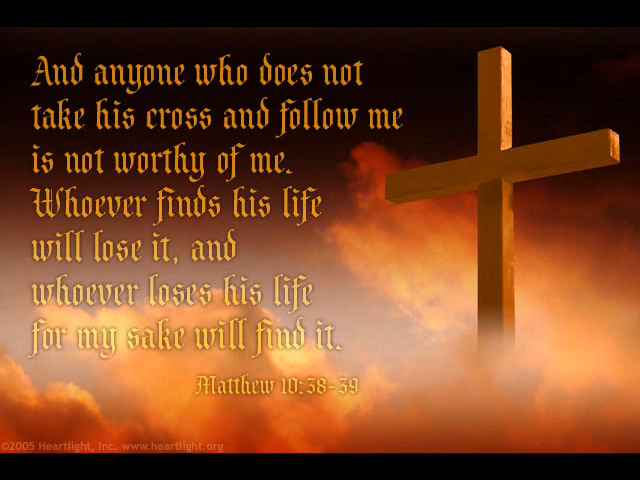 And anyone who does not
take his cross and follow me
is not worthy of me.
Whoever finds his life
will lose it, and
whoever loses his life
for my sake will find it.
Matthew 10:38-39
©2005 Heartlight, Inc. www.heartlight.org